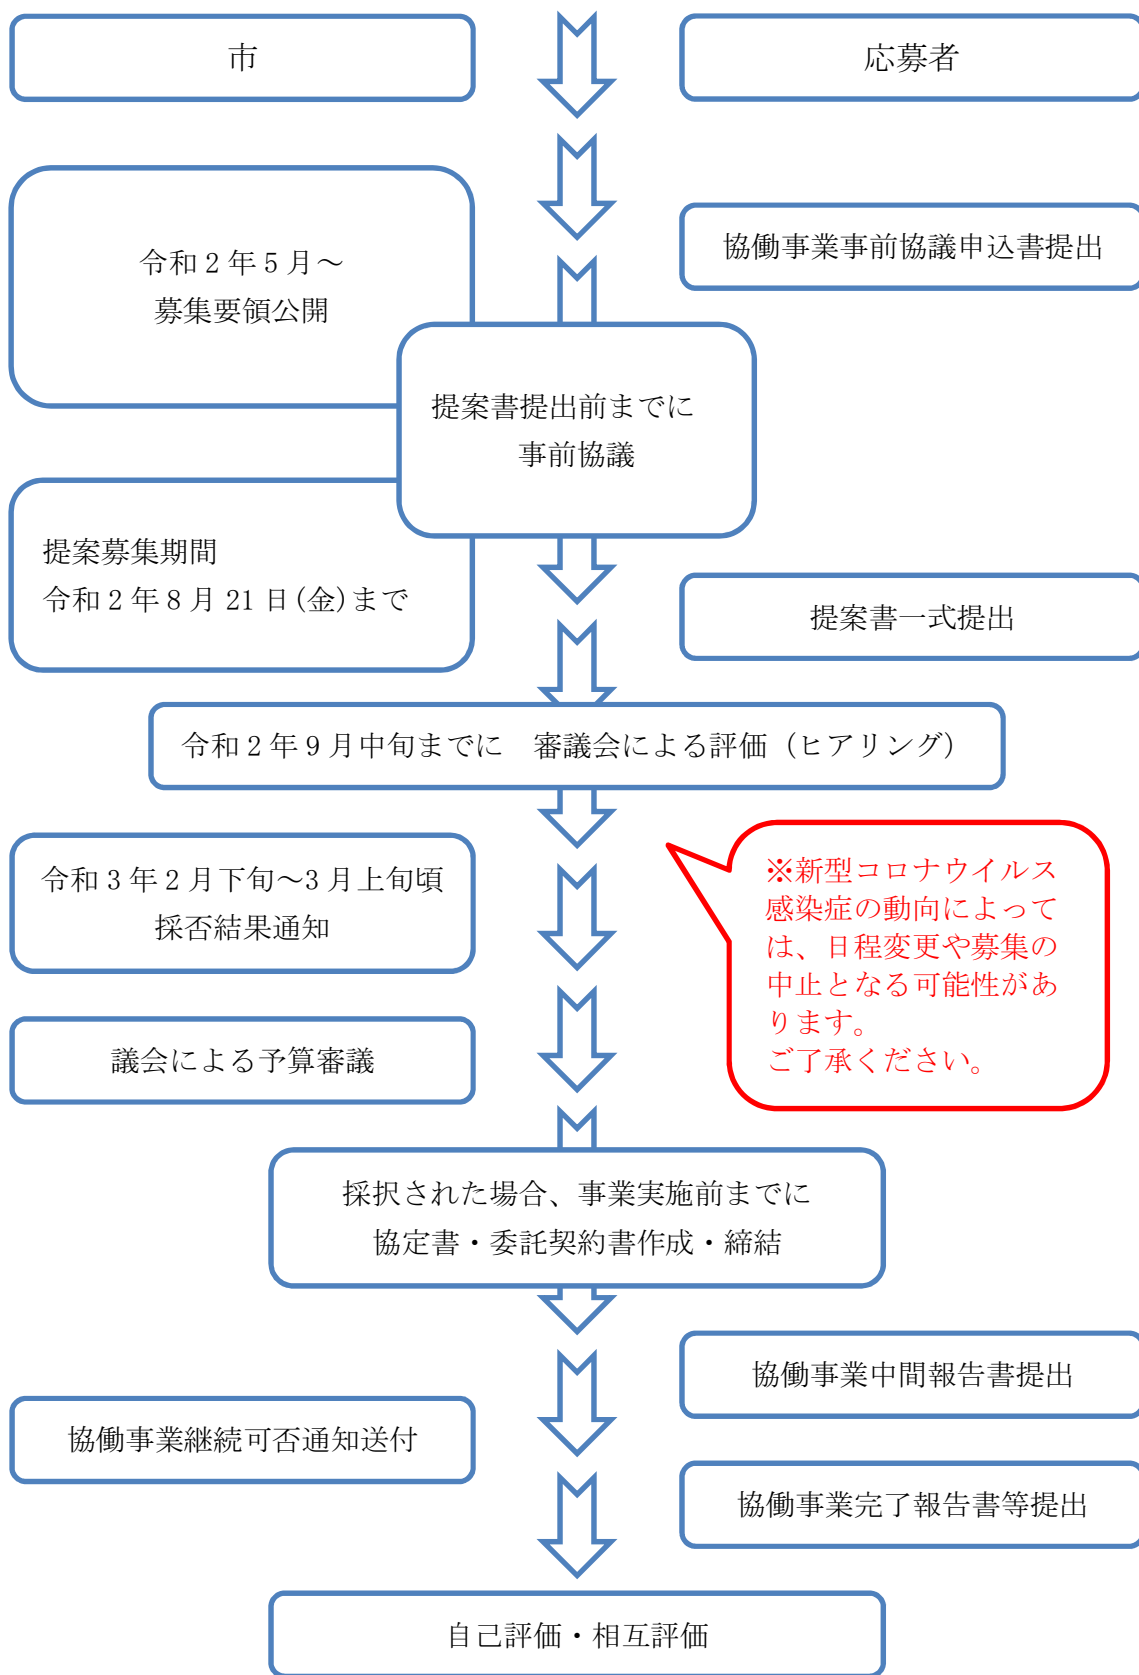 市
応募者
令和2年5月～
募集要領公開
協働事業事前協議申込書提出
提案書提出前までに
事前協議
提案募集期間
令和2年8月21日(金)まで
提案書一式提出
令和2年9月中旬までに　審議会による評価（ヒアリング）
令和3年2月下旬～3月上旬頃
採否結果通知
※新型コロナウイルス
感染症の動向によって
は、日程変更や募集の
中止となる可能性があ
ります。
ご了承ください。
議会による予算審議
採択された場合、事業実施前までに
協定書・委託契約書作成・締結
協働事業中間報告書提出
協働事業継続可否通知送付
協働事業完了報告書等提出
自己評価・相互評価